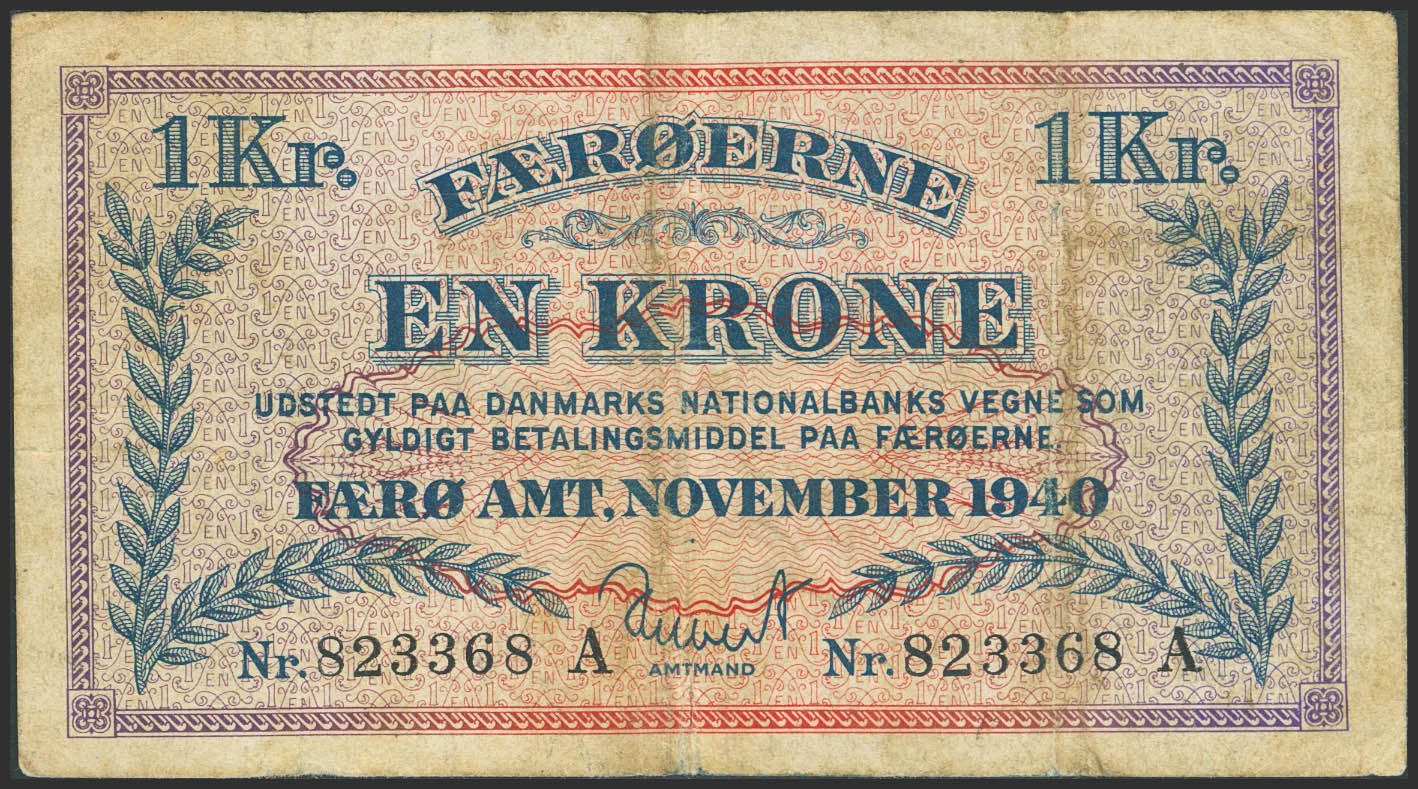 1 Kr.
FÆRØERNE
1 Kr.
EN KRONE
UDSTEDT PAA DANMARKS NATIONALBANKS VEGNE SOM
GYLDIGT BETALINGSMIDDEL PAA FÆRØERNE.
FÆRØ AMT, NOVEMBER 1940
Nr. 823368 A
AMTMAND
Nr. 823368 A